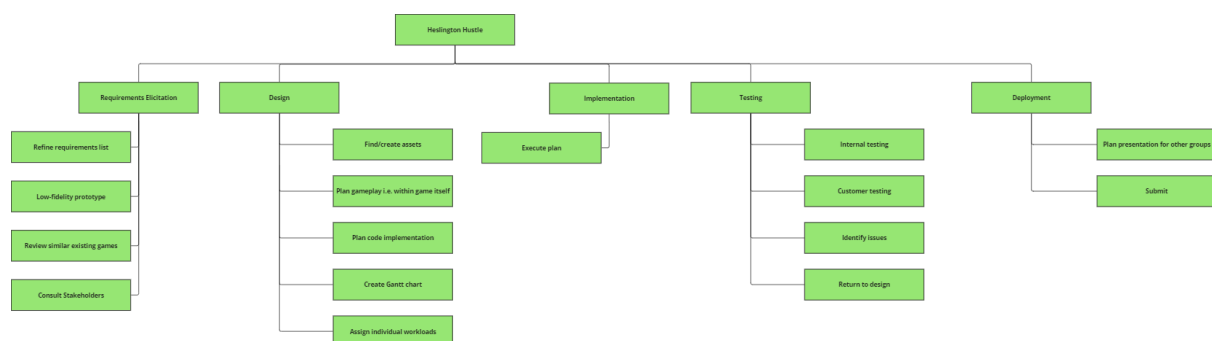 Heslington Hustle
Requirements Elicitation
Design
Implementation
Testing
Deployment
Refine requirements list
Low-fidelity prototype
Review similar existing games
Consult Stakeholders
Find/create assets
Plan gameplay i.e. within game itself
Plan code implementation
Create Gantt chart
Assign individual workloads
Execute plan
Internal testing
Customer testing
Identify issues
Return to design
Plan presentation for other groups
Submit